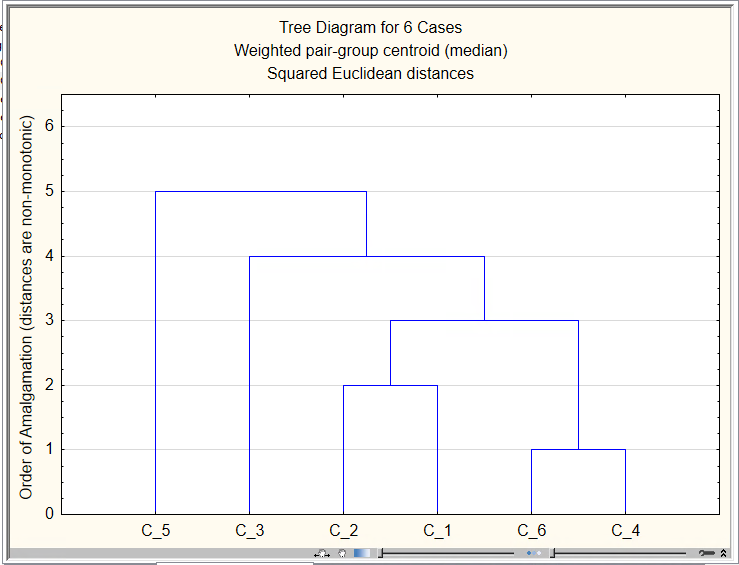 Tree Diagram for 6 Cases
Weighted pair-group centroid (median)
Squared Euclidean distances
Order of Amalgamation (distances are non-monotonic)
6
5
4
3
2
1
0
C_5 C_3 C_2 C_1 C_6 C_4